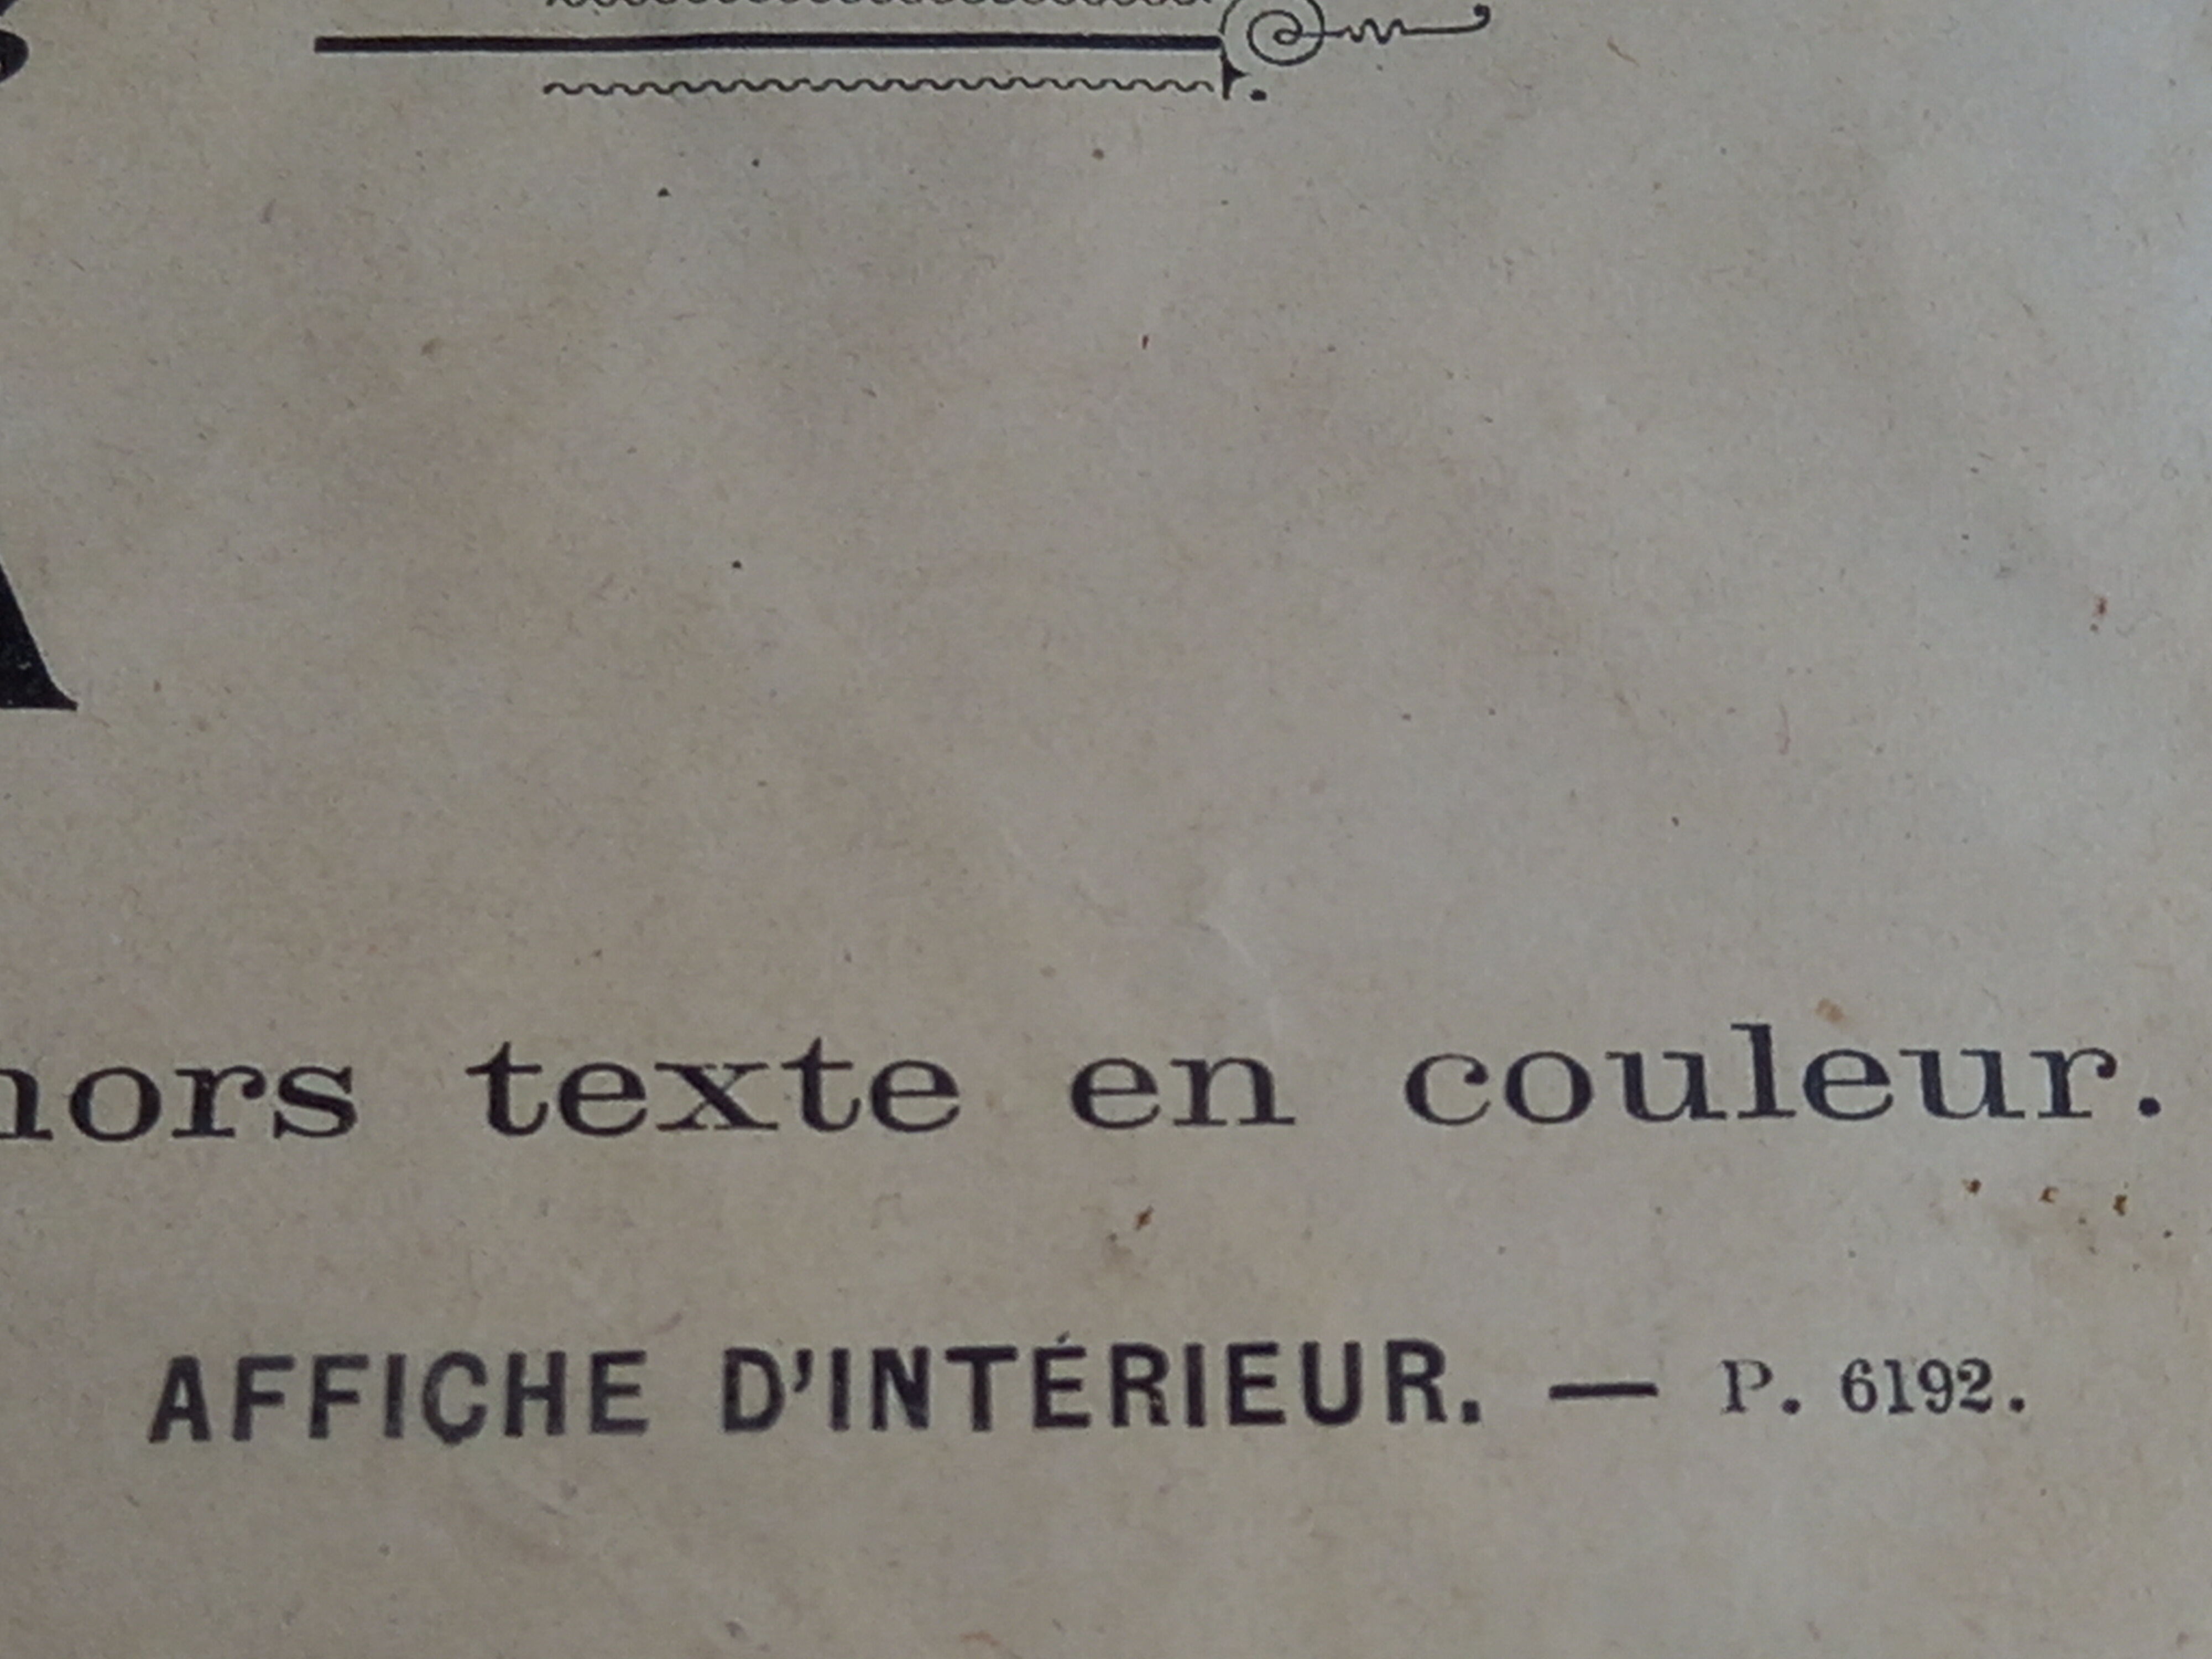 hors texte en couleur.
AFFICHE D'INTÉRIEUR. — P. 6192.